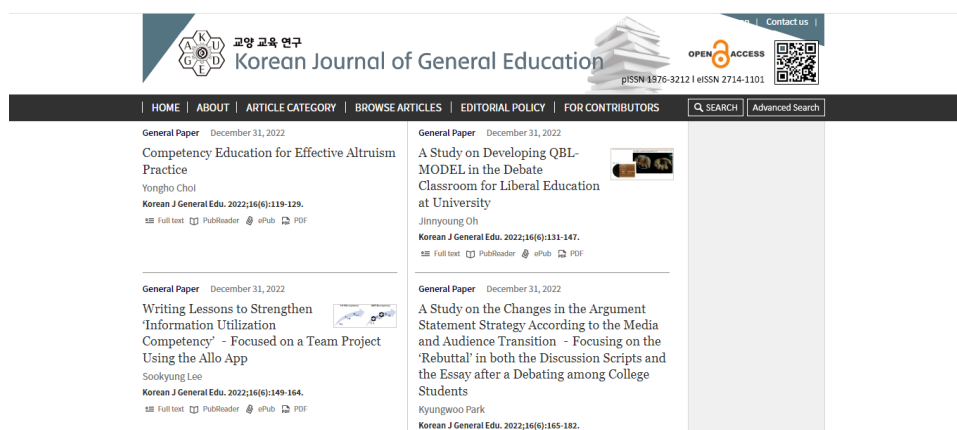 Contact us |
KAGEDU
교양 교육 연구
Korean Journal of General Education
OPEN ACCESS
pISSN 1976-3212 l eISSN 2714-1101
| HOME | ABOUT | ARTICLE CATEGORY | BROWSE ARTICLES | EDITORIAL POLICY | FOR CONTRIBUTORS
SEARCH Advanced Search
General Paper December 31, 2022
Competency Education for Effective Altruism
Practice
Yongho Choi
Korean J General Edu. 2022;16(6):119-129.
Full text PubReader ePub PDF
General Paper December 31, 2022
A Study on Developing QBL-
MODEL in the Debate
Classroom for Liberal Education
at University
Jinnyoung Oh
Korean J General Edu. 2022;16(6):131-147.
Full text PubReader ePub PDF
General Paper December 31, 2022
Writing Lessons to Strengthen
‘Information Utilization
Competency’ - Focused on a Team Project
Using the Allo App
Sookyung Lee
Korean J General Edu. 2022;16(6):149-164.
Full text PubReader ePub PDF
General Paper December 31, 2022
A Study on the Changes in the Argument
Statement Strategy According to the Media
and Audience Transition - Focusing on the
‘Rebuttal’ in both the Discussion Scripts and
the Essay after a Debating among College
Students
Kyungwoo Park
Korean J General Edu. 2022;16(6):165-182.